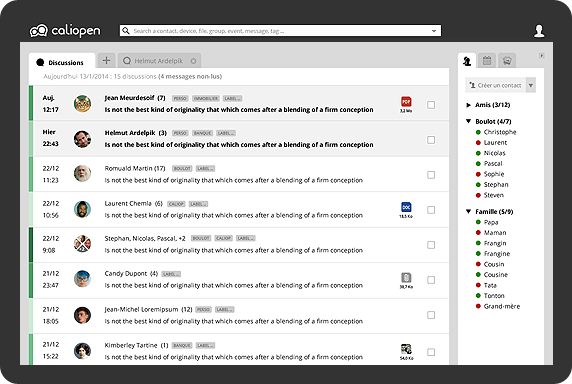 caliopen
Search a contact, device, file, group, event, message, tag ...
Discussions
Helmut Ardelpik
Aujourd'hui 13/1/2014 : 15 discussions (4 messages non-lus)
Auj.
12:17
Jean Meurdesoif (7) PERSO IMMOBILIER LABEL...
Is not the best kind of originality that which comes after a blending of a firm conception
PDF
3,2 Mo
Hier
22:43
Helmut Ardelpik (3) PERSO BANQUE LABEL...
Is not the best kind of originality that which comes after a blending of a firm conception
22/12
11:23
Romuald Martin (17) BOULOT LABEL...
Is not the best kind of originality that which comes after a blending of a firm conception
22/12
10:56
Laurent Chemla (6) CALIOP LABEL...
Is not the best kind of originality that which comes after a blending of a firm conception
DOC
18,5 Ko
22/12
9:08
Stephan, Nicolas, Pascal, +2 BOULOT CALIOP LABEL...
Is not the best kind of originality that which comes after a blending of a firm conception
21/12
23:47
Candy Dupont (4) LABEL...
Is not the best kind of originality that which comes after a blending of a firm conception
38,7 Ko
21/12
18:05
Jean-Michel Loremipsum (12) PERSO LABEL...
Is not the best kind of originality that which comes after a blending of a firm conception
21/12
15:22
Kimberley Tartine (1) BANQUE LABEL...
Is not the best kind of originality that which comes after a blending of a firm conception
54,0 Ko
Créer un contact
Amis (3/12)
Boulot (4/7)
Christophe
Laurent
Nicolas
Pascal
Sophie
Stephan
Steven
Famille (5/9)
Papa
Maman
Frangin
Frangine
Cousin
Cousine
Tata
Tonton
Grand-mère